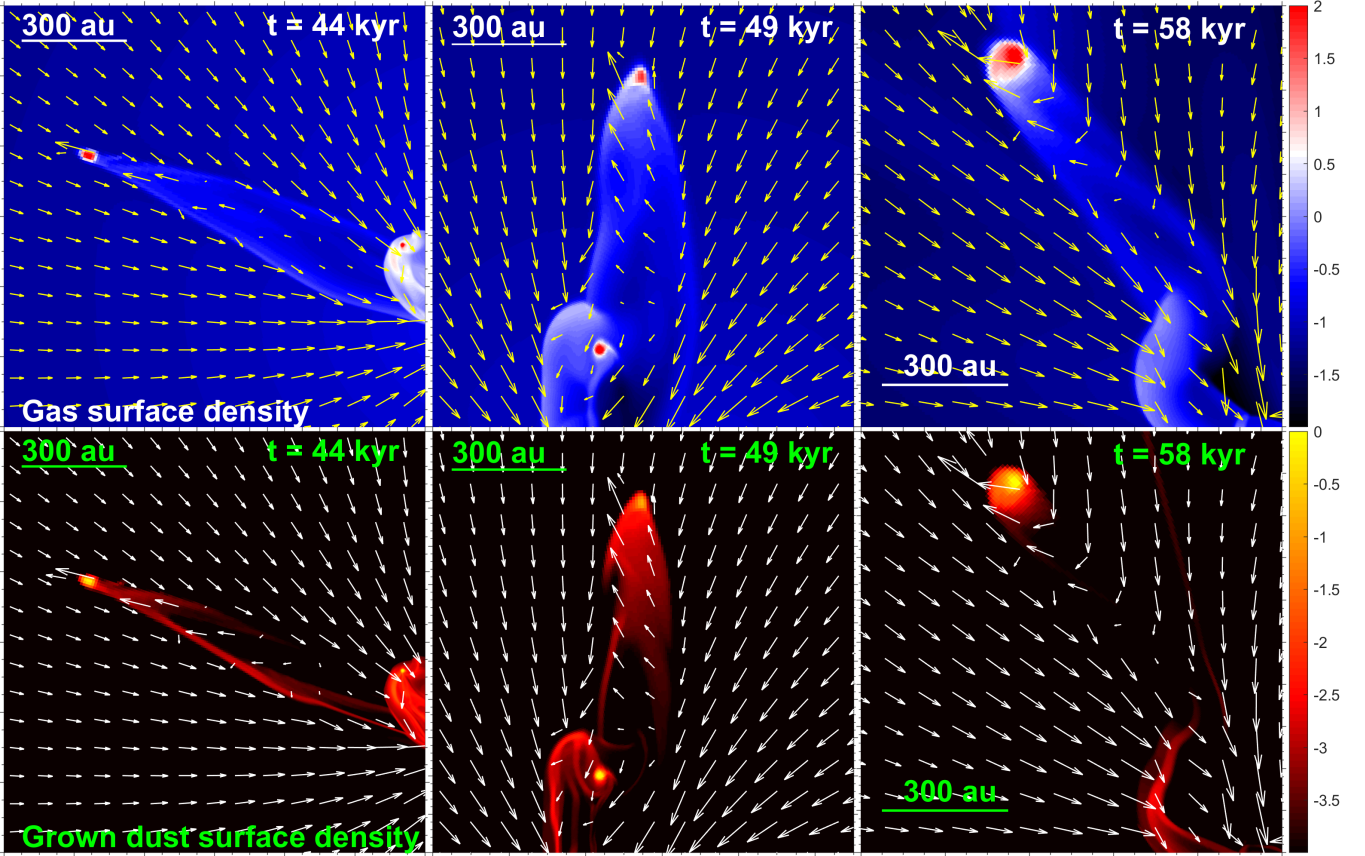 300 au t = 44 kyr
300 au t = 49 kyr
t = 58 kyr
300 au
Gas surface density
2
1.5
1
0.5
0
-0.5
-1
-1.5
300 au t = 44 kyr
300 au t = 49 kyr
t = 58 kyr
300 au
Grown dust surface density
0
-0.5
-1
-1.5
-2
-2.5
-3
-3.5